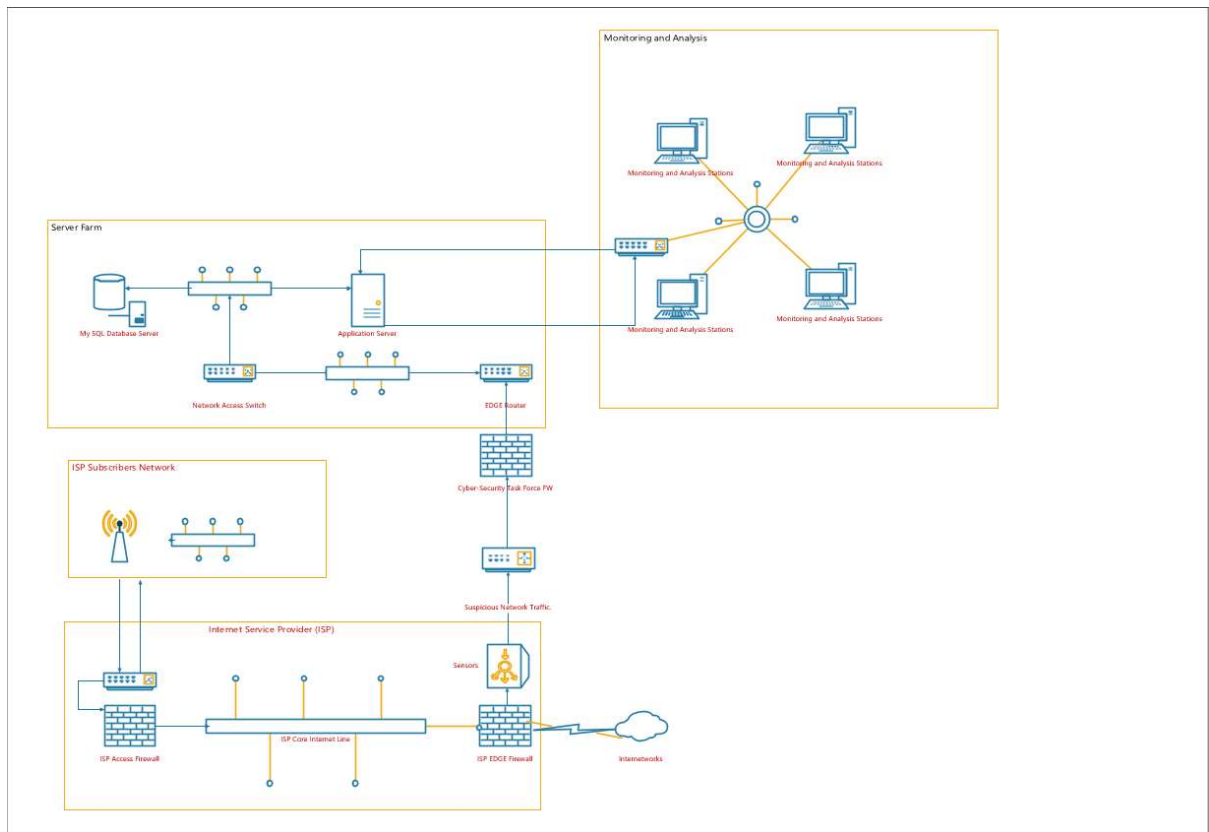 Monitoring and Analysis
Monitoring and Analysis Stations
Monitoring and Analysis Stations
Server Farm
Monitoring and Analysis Stations
Monitoring and Analysis Stations
My SQL Database Server
Application Server
Network Access Switch
EDGE Router
ISP Subscribers Network
Cyber-Security Task Force FW
Suspicious Network Traffic.
Internet Service Provider (ISP)
Sensors
ISP Core Internet Line
ISP Access Firewall
ISP EDGE Firewall
Internetworks